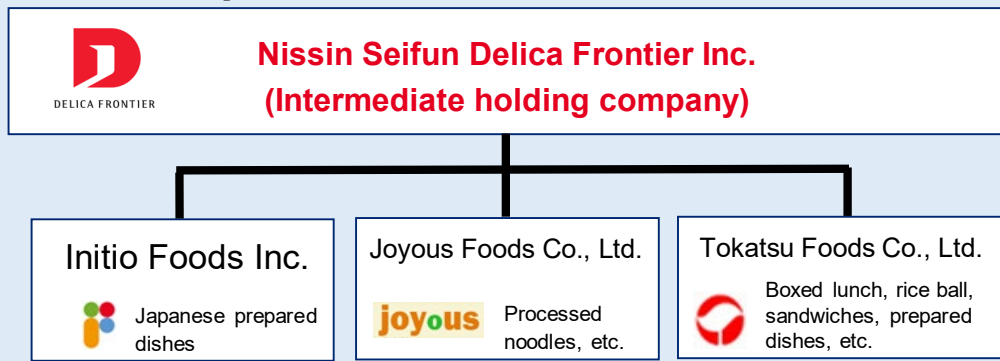 Nissin Seifun Delica Frontier Inc.
(Intermediate holding company)
DELICA FRONTIER
Initio Foods Inc.
Japanese prepared
dishes
Joyous Foods Co., Ltd.
joyous
Processed
noodles, etc.
Tokatsu Foods Co., Ltd.
Boxed lunch, rice ball,
sandwiches, prepared
dishes, etc.